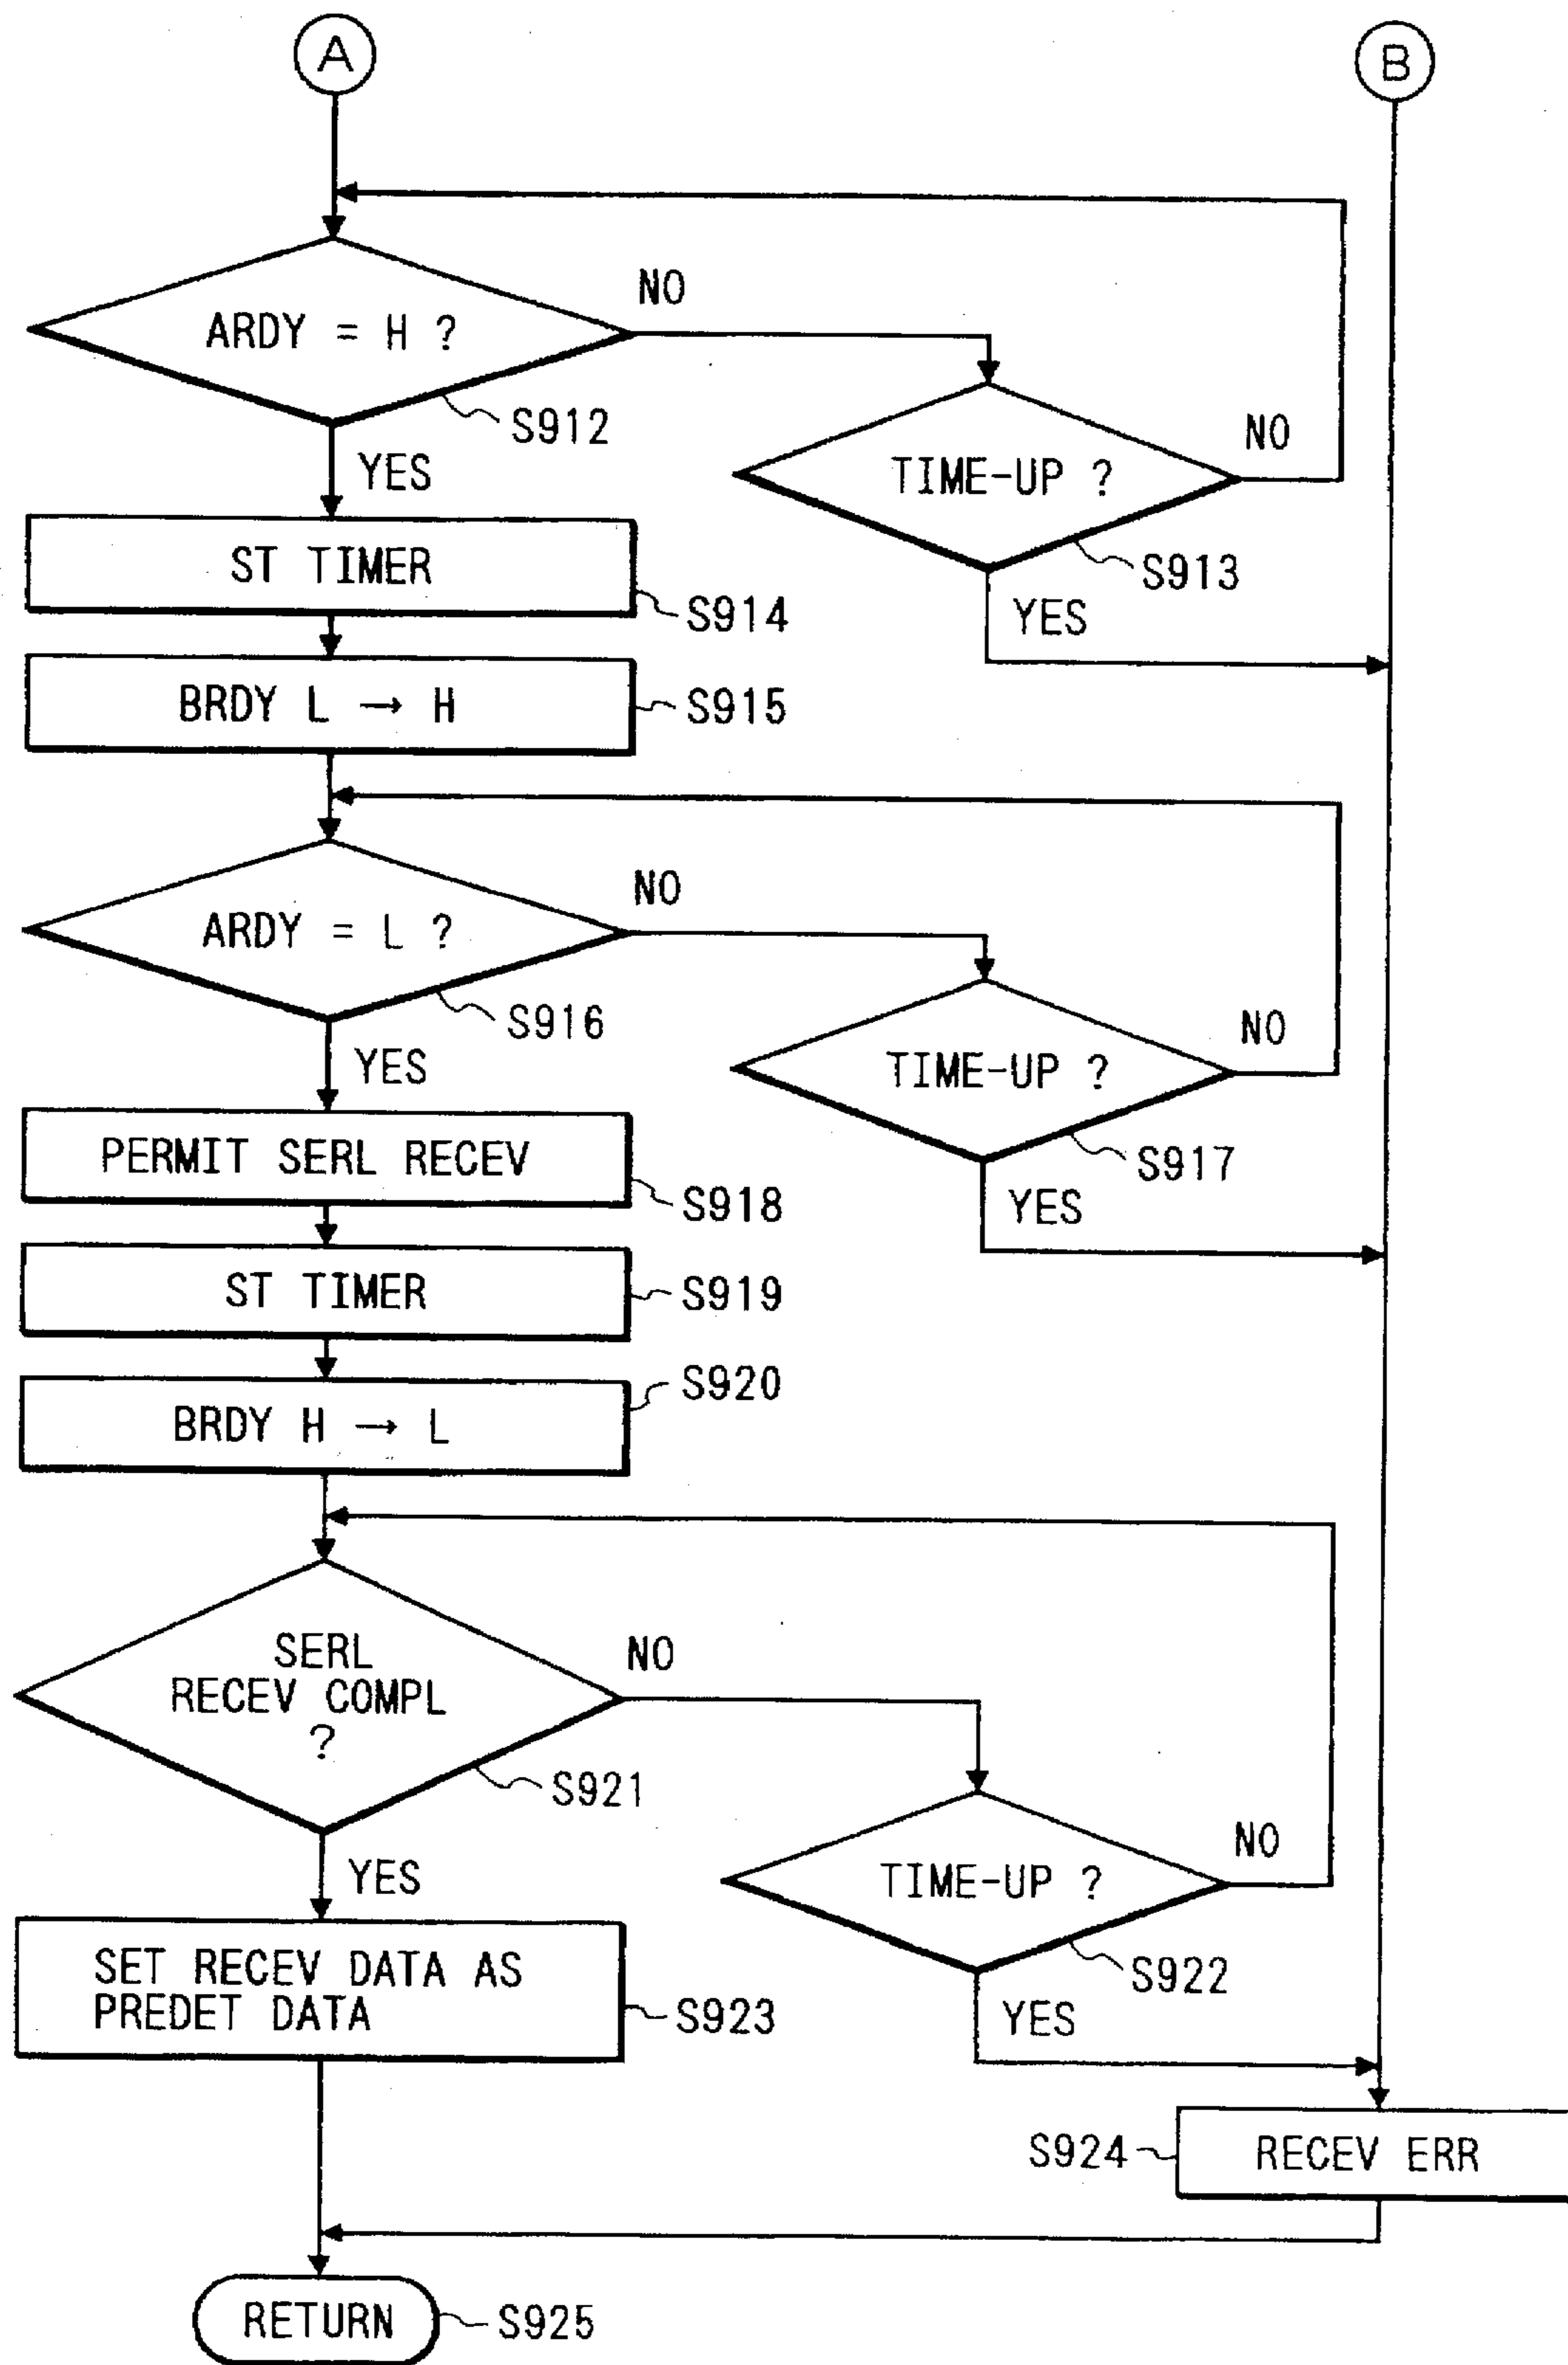 A
B
NO
ARDY = H ?
S912
NO
YES
TIME-UP ?
ST TIMER
S913
S914
YES
BRDY L → H
S915
NO
ARDY = L ?
S916
NO
YES
TIME-UP ?
PERMIT SERL RECEV
S917
S918
YES
ST TIMER
S919
S920
BRDY H → L
SERL
RECEV COMPL
?
NO
S921
NO
YES
TIME-UP ?
SET RECEV DATA AS
PREDET DATA
S922
S923
YES
S924
RECEV ERR
RETURN
S925